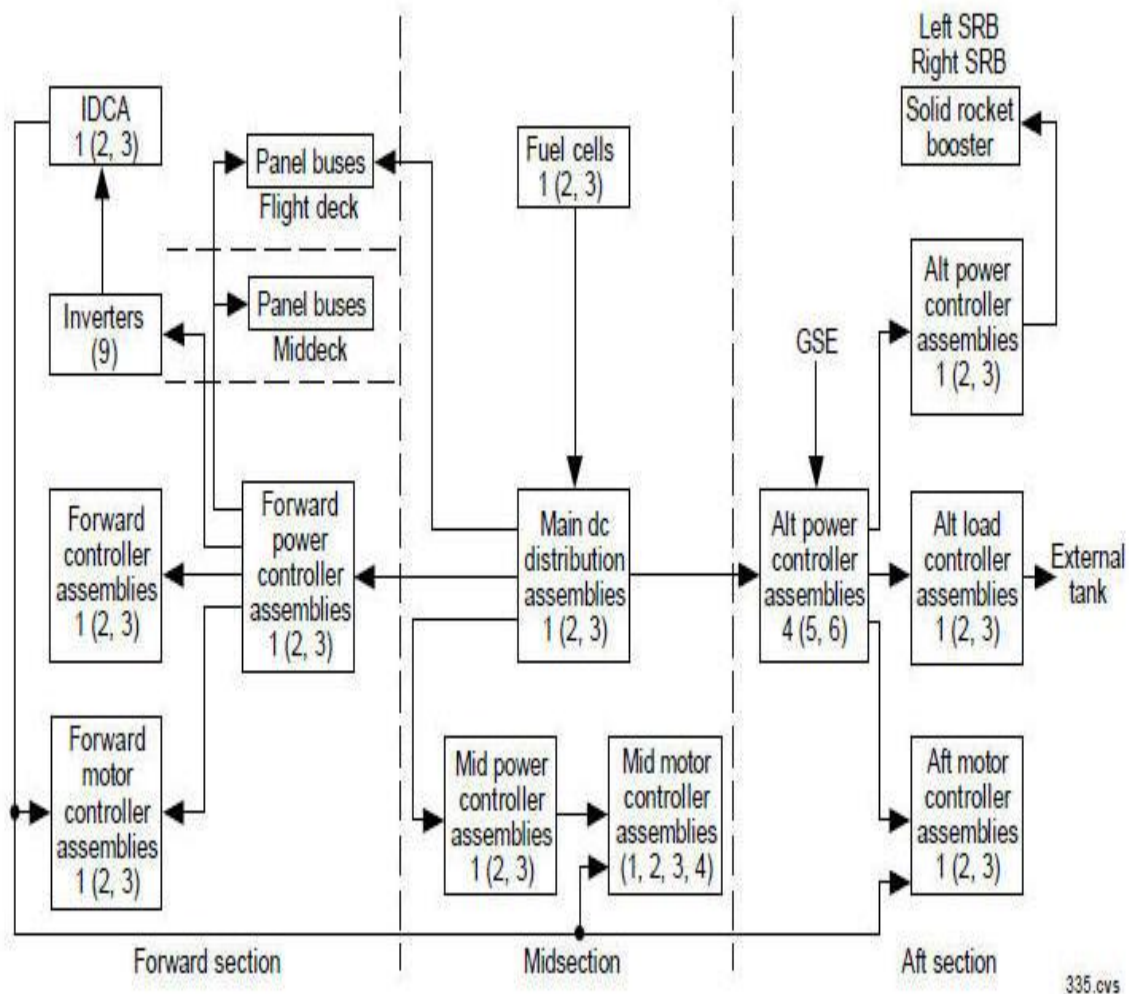 Left SRB
Right SRB
IDCA
1 (2, 3)
Panel buses
Flight deck
Fuel cells
1 (2, 3)
Solid rocket
booster
Inverters
(9)
Panel buses
Middeck
GSE
Alt power
controller
assemblies
1 (2, 3)
Forward
controller
assemblies
1 (2, 3)
Forward
power
controller
assemblies
1 (2, 3)
Main dc
distribution
assemblies
1 (2, 3)
Alt power
controller
assemblies
4 (5, 6)
Alt load
controller
assemblies
1 (2, 3)
External
tank
Forward
motor
controller
assemblies
1 (2, 3)
Mid power
controller
assemblies
1 (2, 3)
Mid motor
controller
assemblies
(1, 2, 3, 4)
Aft motor
controller
assemblies
1 (2, 3)
Forward section
Midsection
Aft section
335.cvs